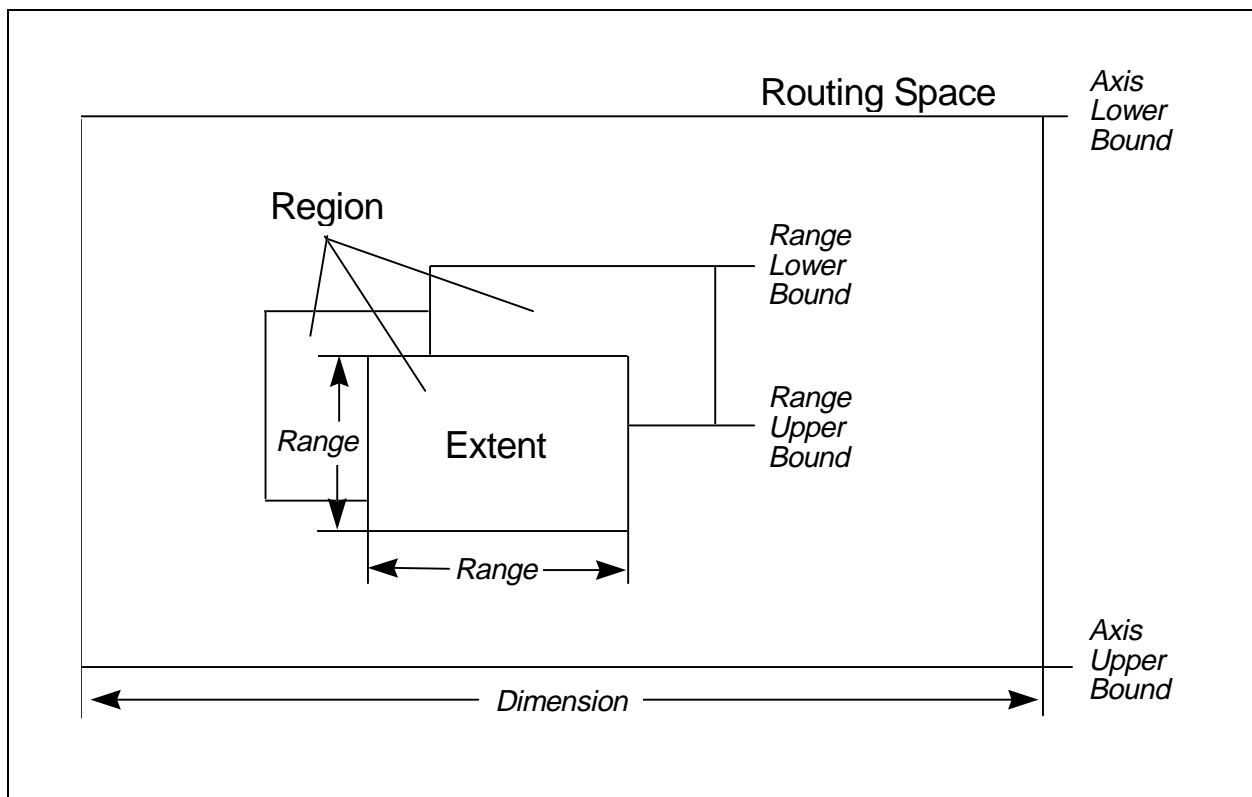 Routing Space
Axis
Lower
Bound
Region
Range
Lower
Bound
Range
Upper
Bound
Range
Extent
Range
Axis
Upper
Bound
Dimension